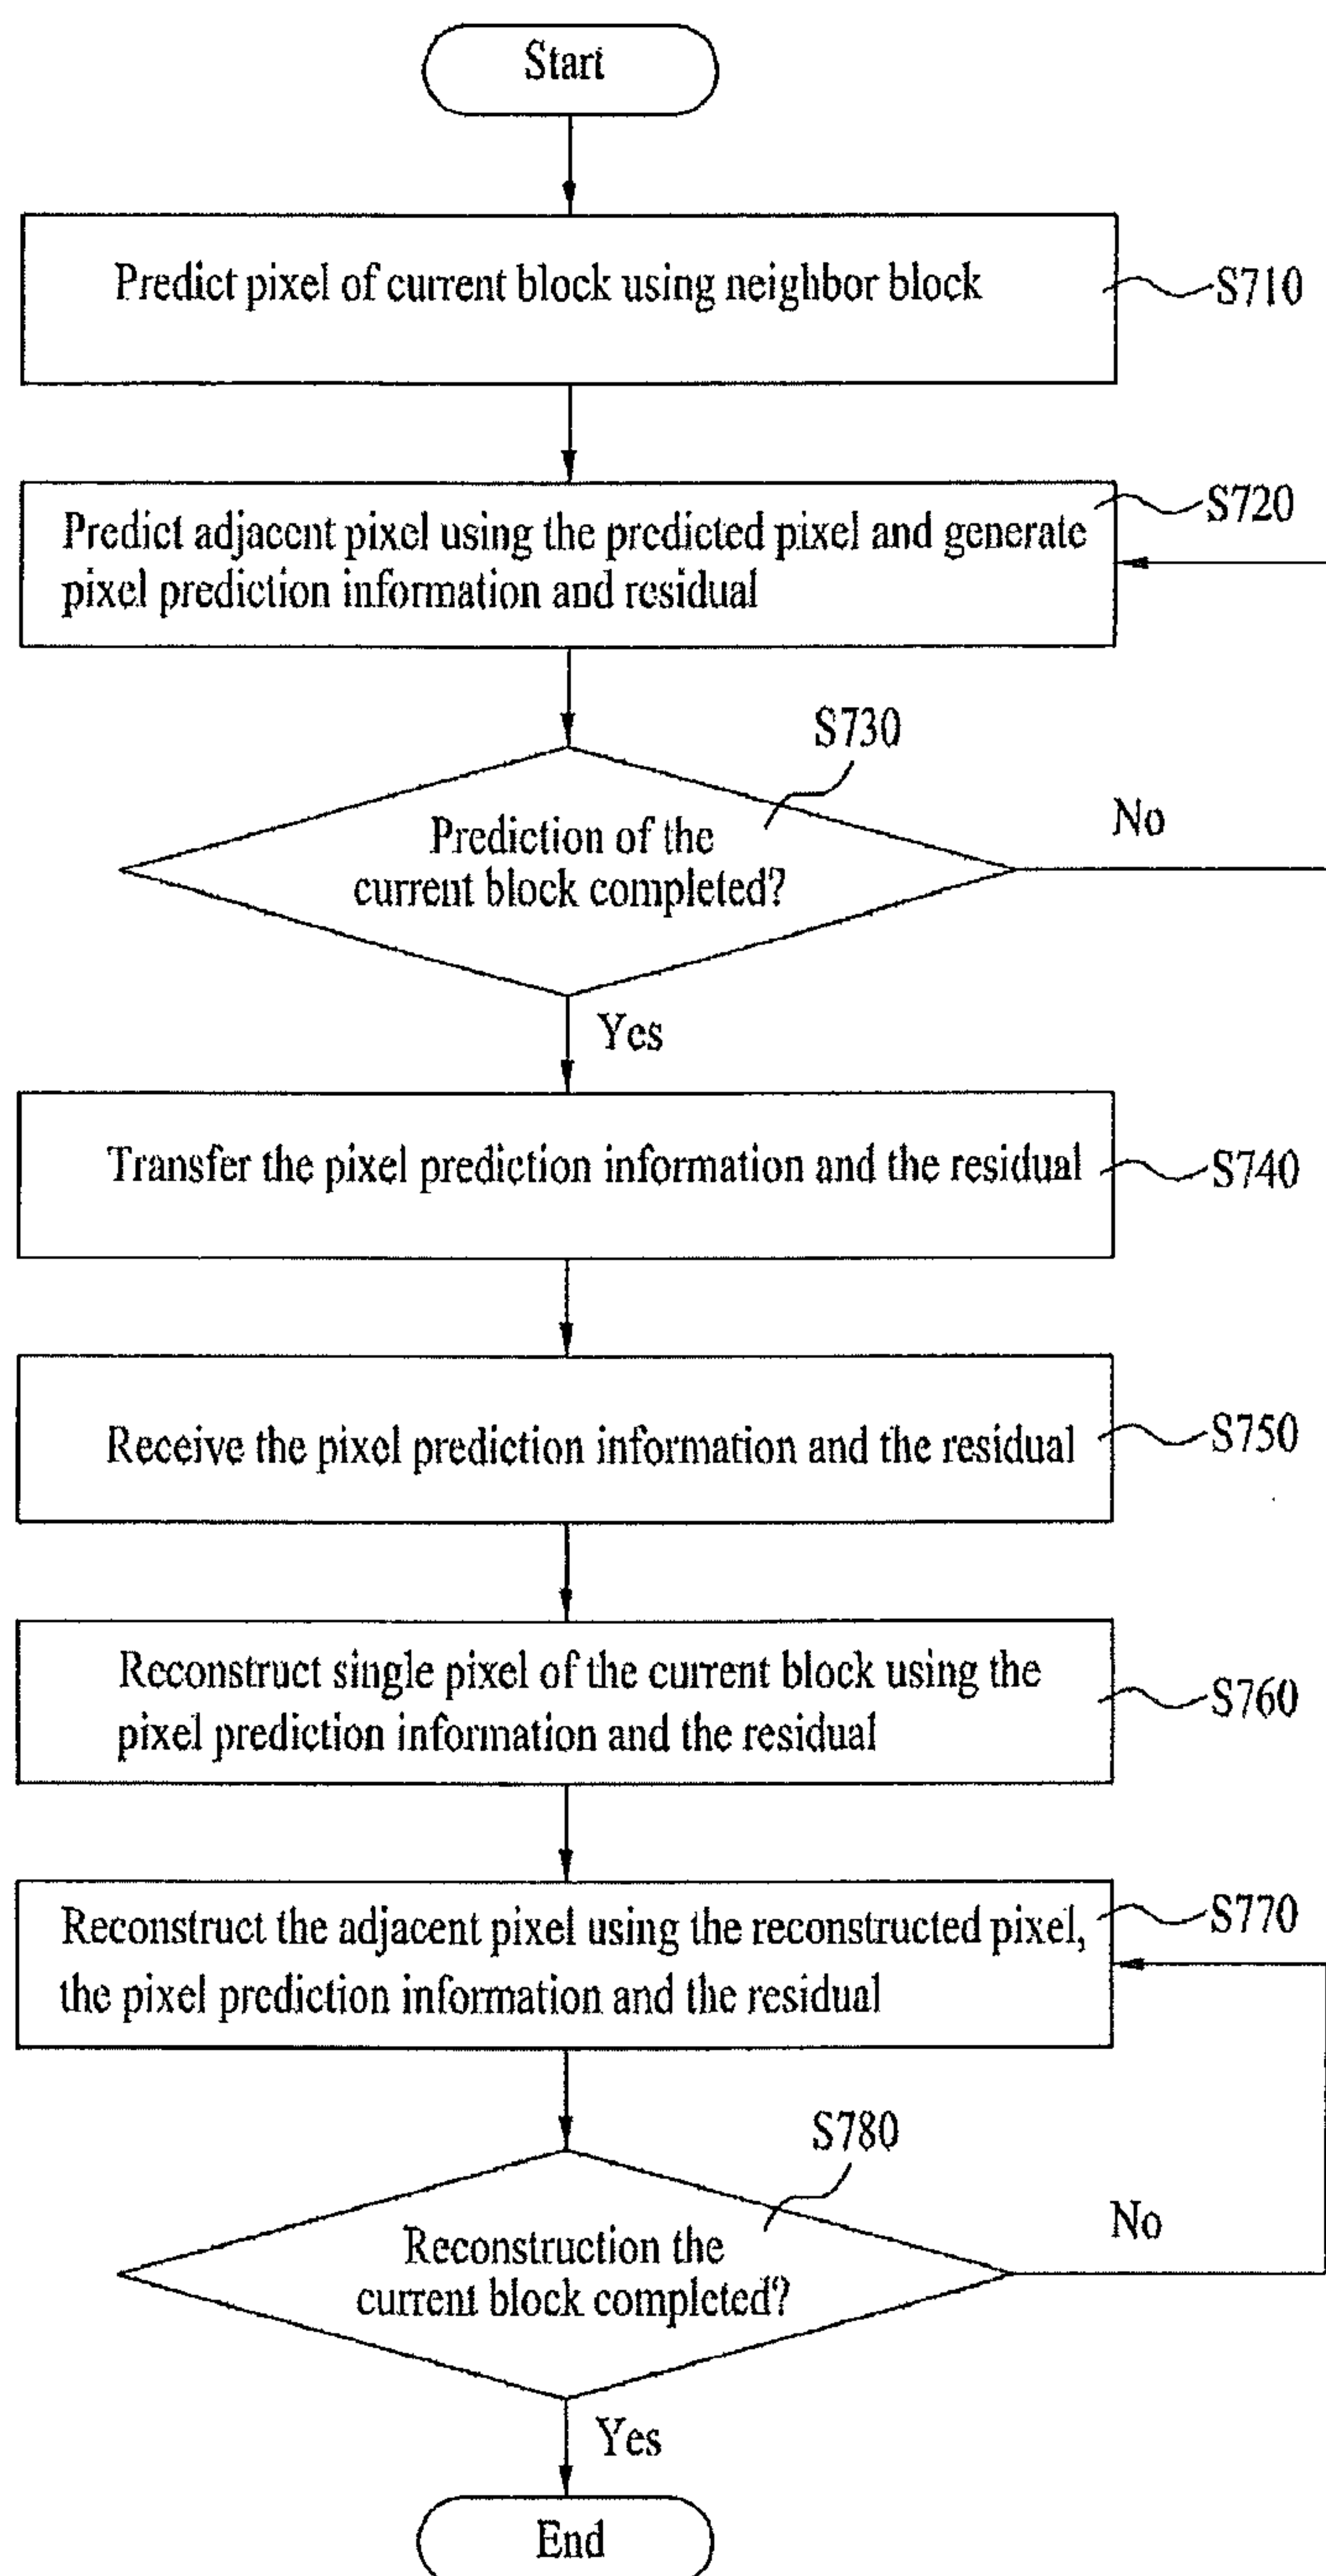 Start
Predict pixel of current block using neighbor block
S710
Predict adjacent pixel using the predicted pixel and generate
pixel prediction information and residual
S720
S730
Prediction of the
current block completed?
No
Yes
Transfer the pixel prediction information and the residual
S740
Receive the pixel prediction information and the residual
S750
Reconstruct single pixel of the current block using the
pixel prediction information and the residual
S760
Reconstruct the adjacent pixel using the reconstructed pixel,
the pixel prediction information and the residual
S770
S780
Reconstruction the
current block completed?
No
Yes
End